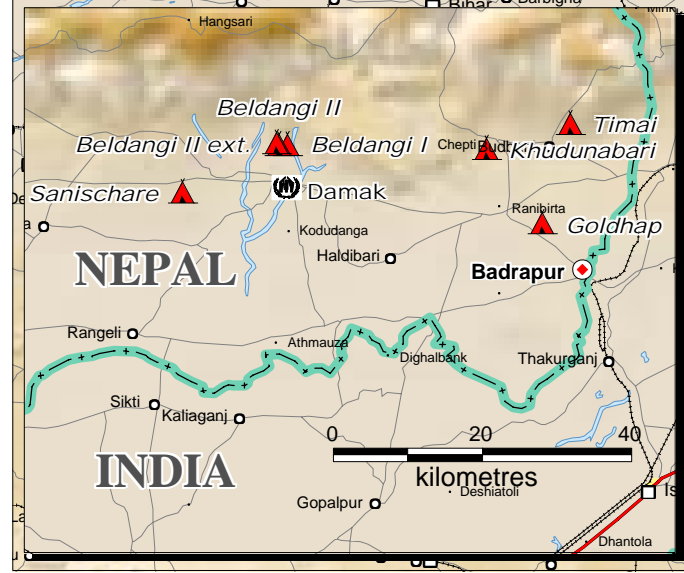 Bihar
Barbigha
Hangsari
Beldangi II
Timai
Beldangi II ext.
Beldangi I
Chepti
Khudunabari
Sanischare
Damak
Ranibirta
Kodudanga
Goldhap
NEPAL
Haldibari
Badrapur
Rangeli
Athmauza
Dighalbank
Thakurganj
Sikti
Kaliaganj
0 20 40
kilometres
INDIA
Deshiatoli
Gopalpur
Dhantola